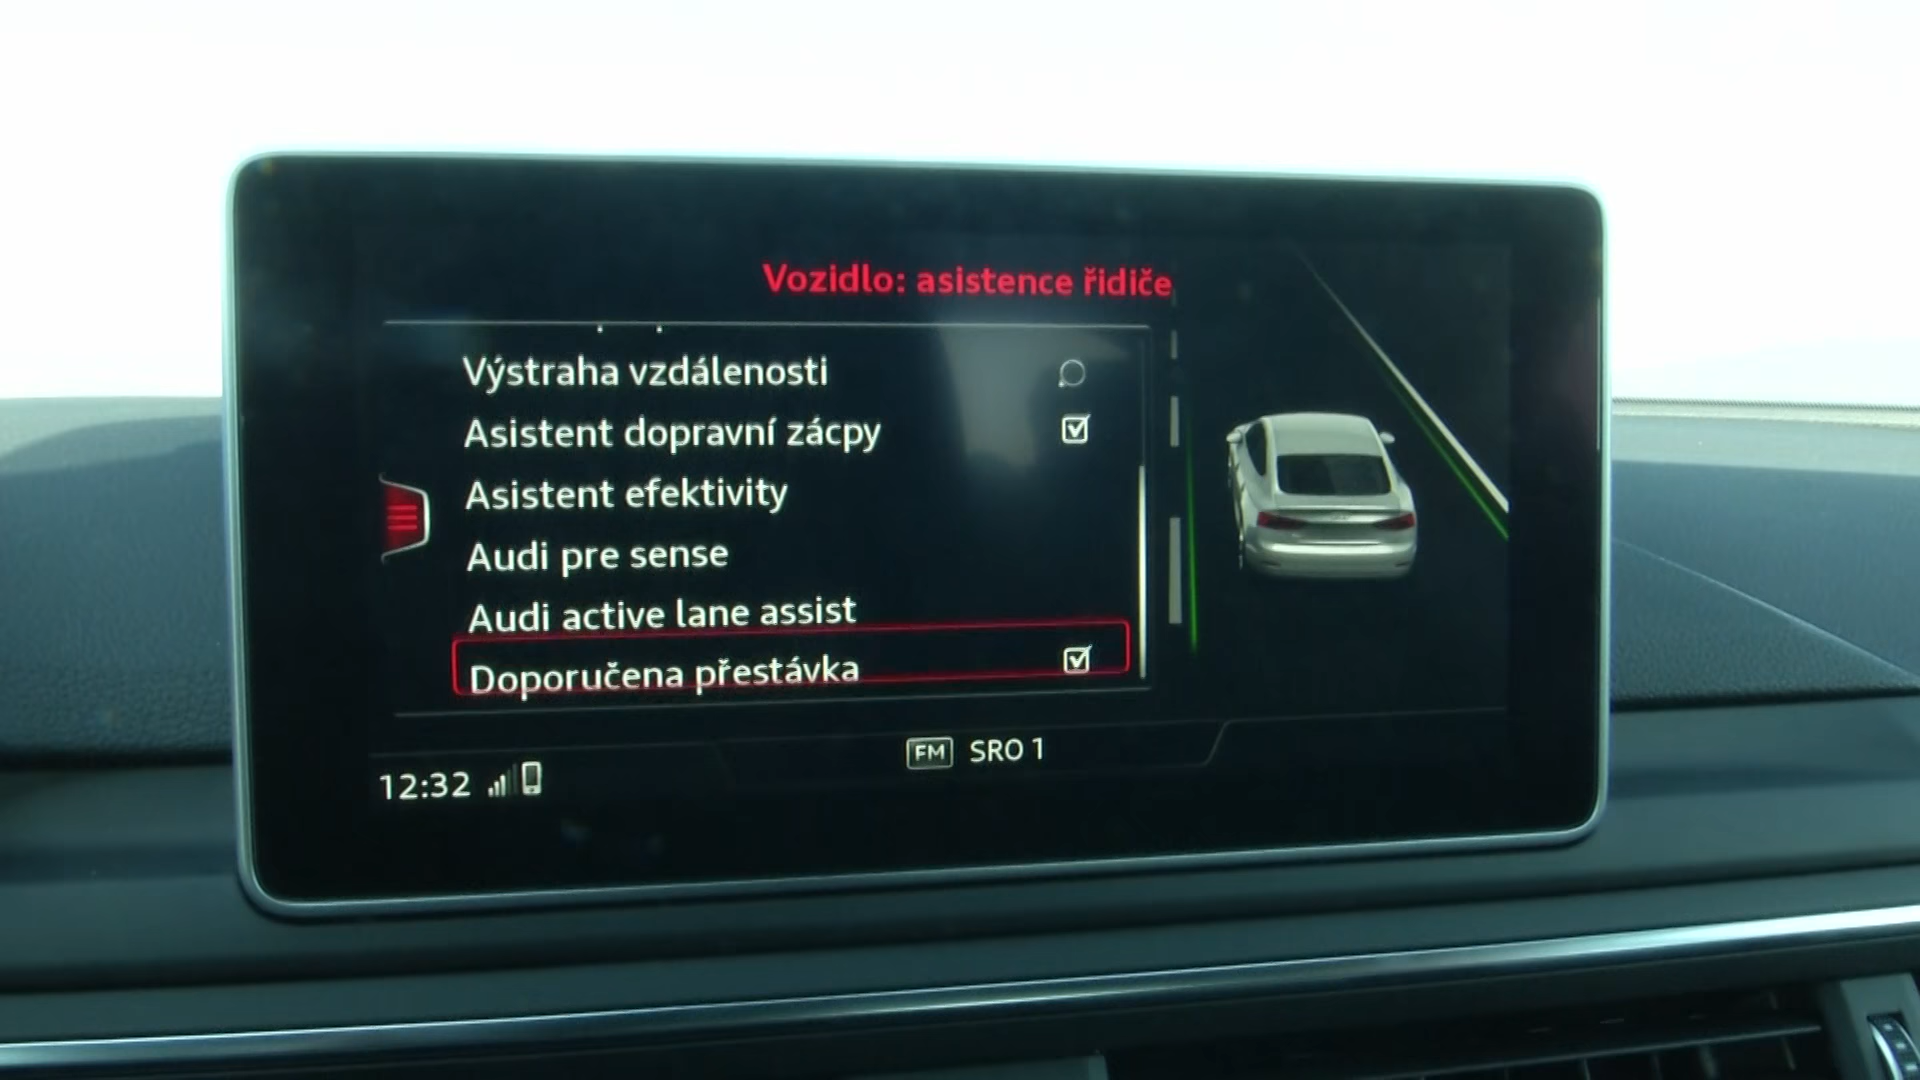 Vozidlo: asistence řidiče
Výstraha vzdálenosti
Asistent dopravní zácpy
Asistent efektivity
Audi pre sense
Audi active lane assist
Doporučena přestávka
FM SRO 1
12:32